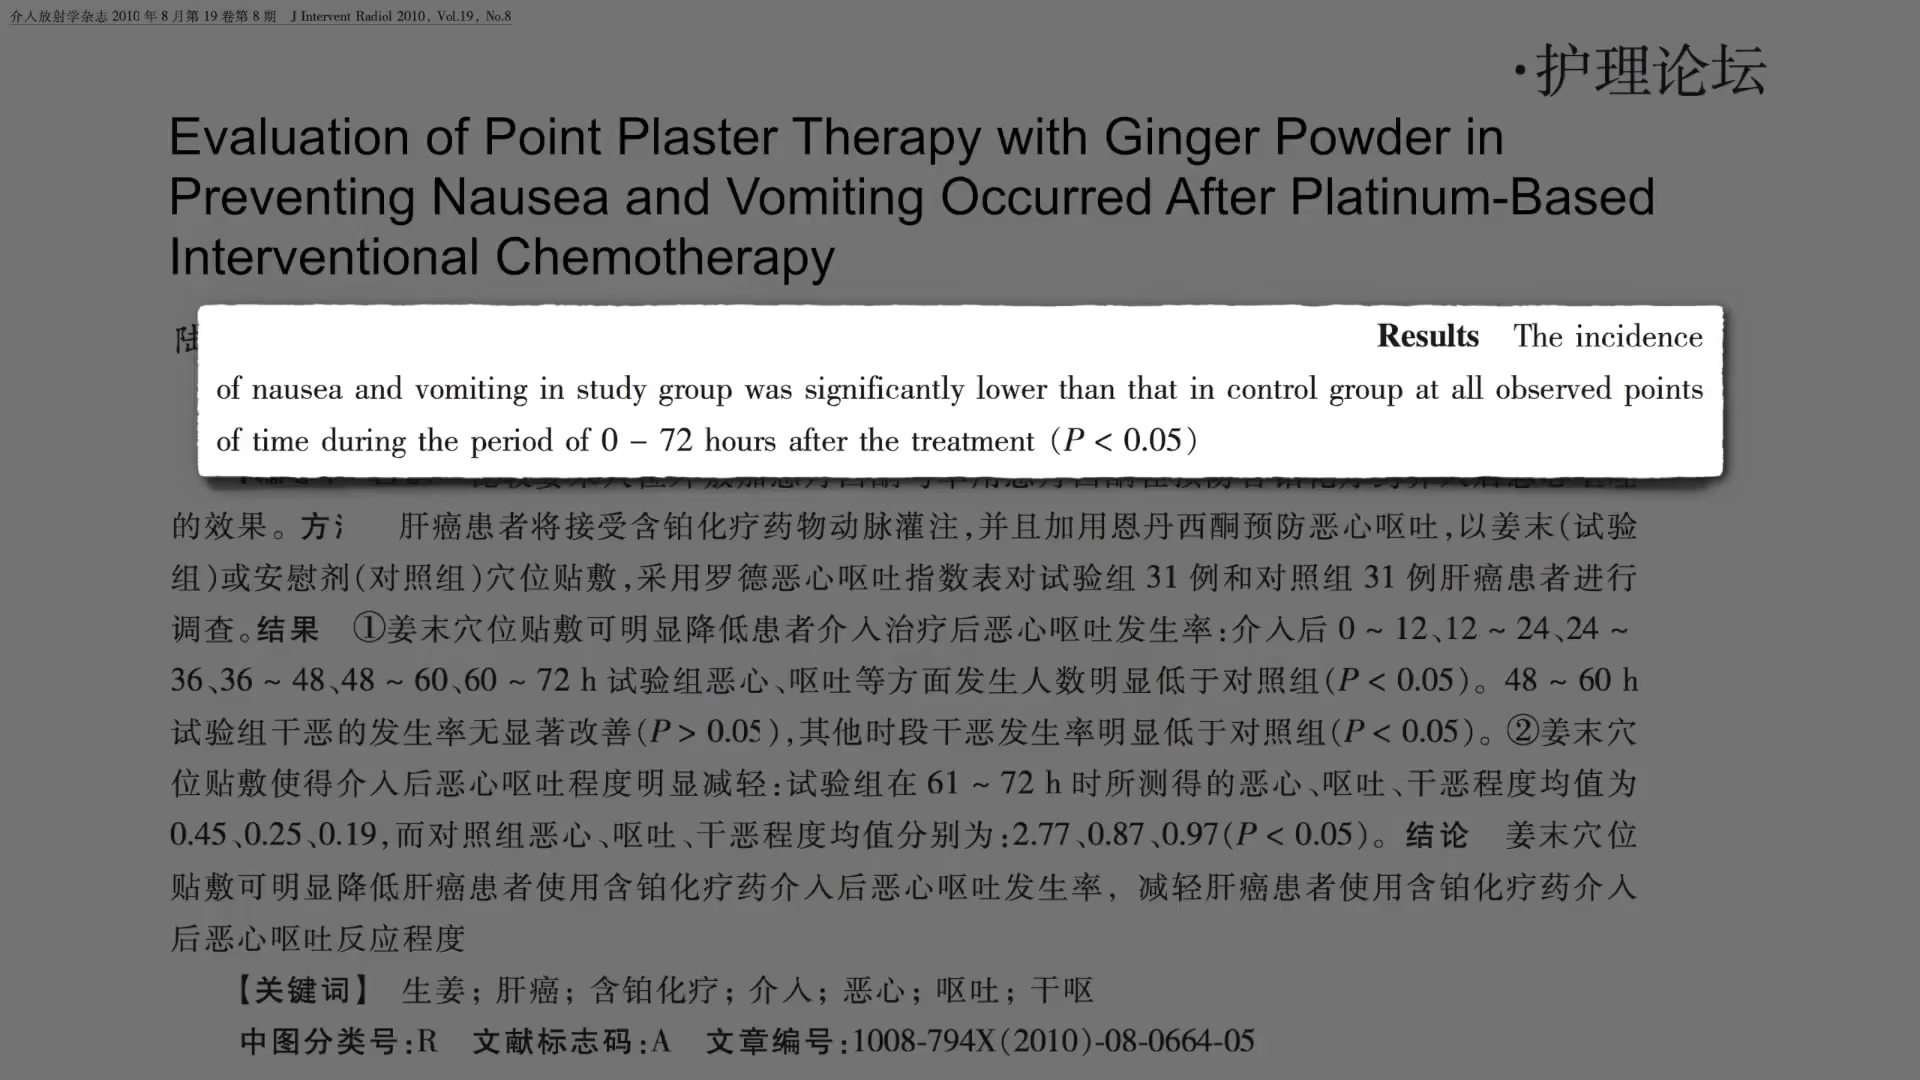 介人放射学杂志 2010 年 8 月第 19 卷第 8 期 J Intervent Radiol 2010, Vol.19, No.8
·护理论坛
Evaluation of Point Plaster Therapy with Ginger Powder in
Preventing Nausea and Vomiting Occurred After Platinum-Based
Interventional Chemotherapy
陆
Results The incidence
of nausea and vomiting in study group was significantly lower than that in control group at all observed points
of time during the period of 0 – 72 hours after the treatment (P < 0.05)
的效果。方 肝癌患者将接受含铂化疗药物动脉灌注,并且加用恩丹西酮预防恶心呕吐,以姜末(试验
组)或安慰剂(对照组)穴位贴敷,采用罗德恶心呕吐指数表对试验组 31 例和对照组 31 例肝癌患者进行
调查。结果 ①姜末穴位贴敷可明显降低患者介入治疗后恶心呕吐发生率:介入后 0 ~ 12、12 ~ 24、24 ~
36、36 ~ 48、48 ~ 60、60 ~ 72 h 试验组恶心、呕吐等方面发生人数明显低于对照组(P < 0.05)。48 ~ 60 h
试验组干恶的发生率无显著改善(P > 0.05),其他时段干恶发生率明显低于对照组(P < 0.05)。②姜末穴
位贴敷使得介入后恶心呕吐程度明显减轻:试验组在 61 ~ 72 h 时所测得的恶心、呕吐、干恶程度均值为
0.45、0.25、0.19,而对照组恶心、呕吐、干恶程度均值分别为:2.77、0.87、0.97(P < 0.05)。结论 姜末穴位
贴敷可明显降低肝癌患者使用含铂化疗药介入后恶心呕吐发生率, 减轻肝癌患者使用含铂化疗药介入
后恶心呕吐反应程度
【关键词】 生姜; 肝癌; 含铂化疗; 介入; 恶心; 呕吐; 干呕
中图分类号:R 文献标志码:A 文章编号:1008-794X(2010)-08-0664-05